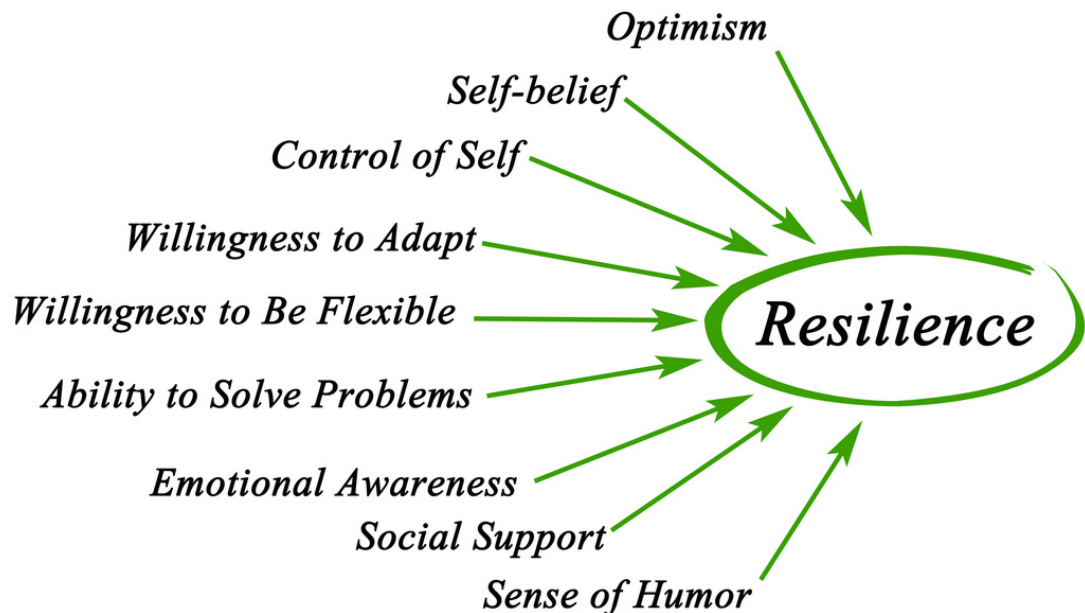 Optimism
Self-belief
Control of Self
Willingness to Adapt
Willingness to Be Flexible
Resilience
Ability to Solve Problems
Emotional Awareness
Social Support
Sense of Humor